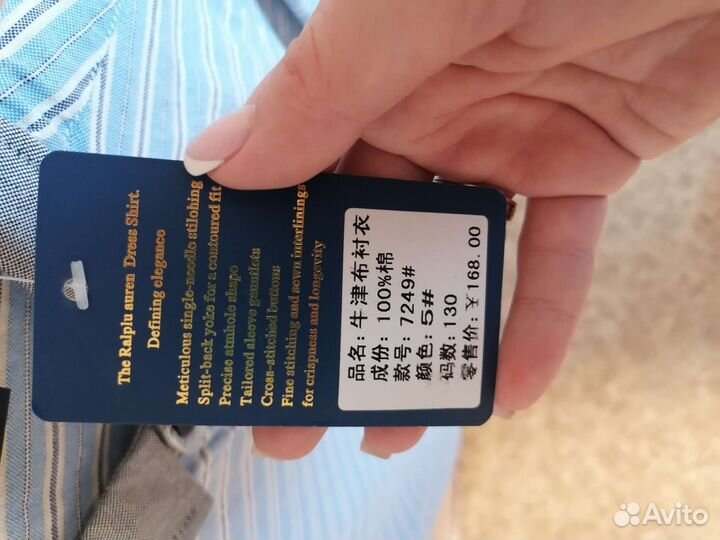 The Ralplu auren Dress Shirt.
Defining elegance
Meticulous single-needle stilohing
Split-back yoke for a contoured fit
Precise atmhole shape
Tailored sleeve gauntlots
Cross-stitched buttons
Fine stitching and sewn interlinings
for crispness and longevity
品名: 牛津布衬衣
成份: 100%棉
款号: 7249#
颜色: 5#
码数: 130
零售价: ¥168.00
Avito